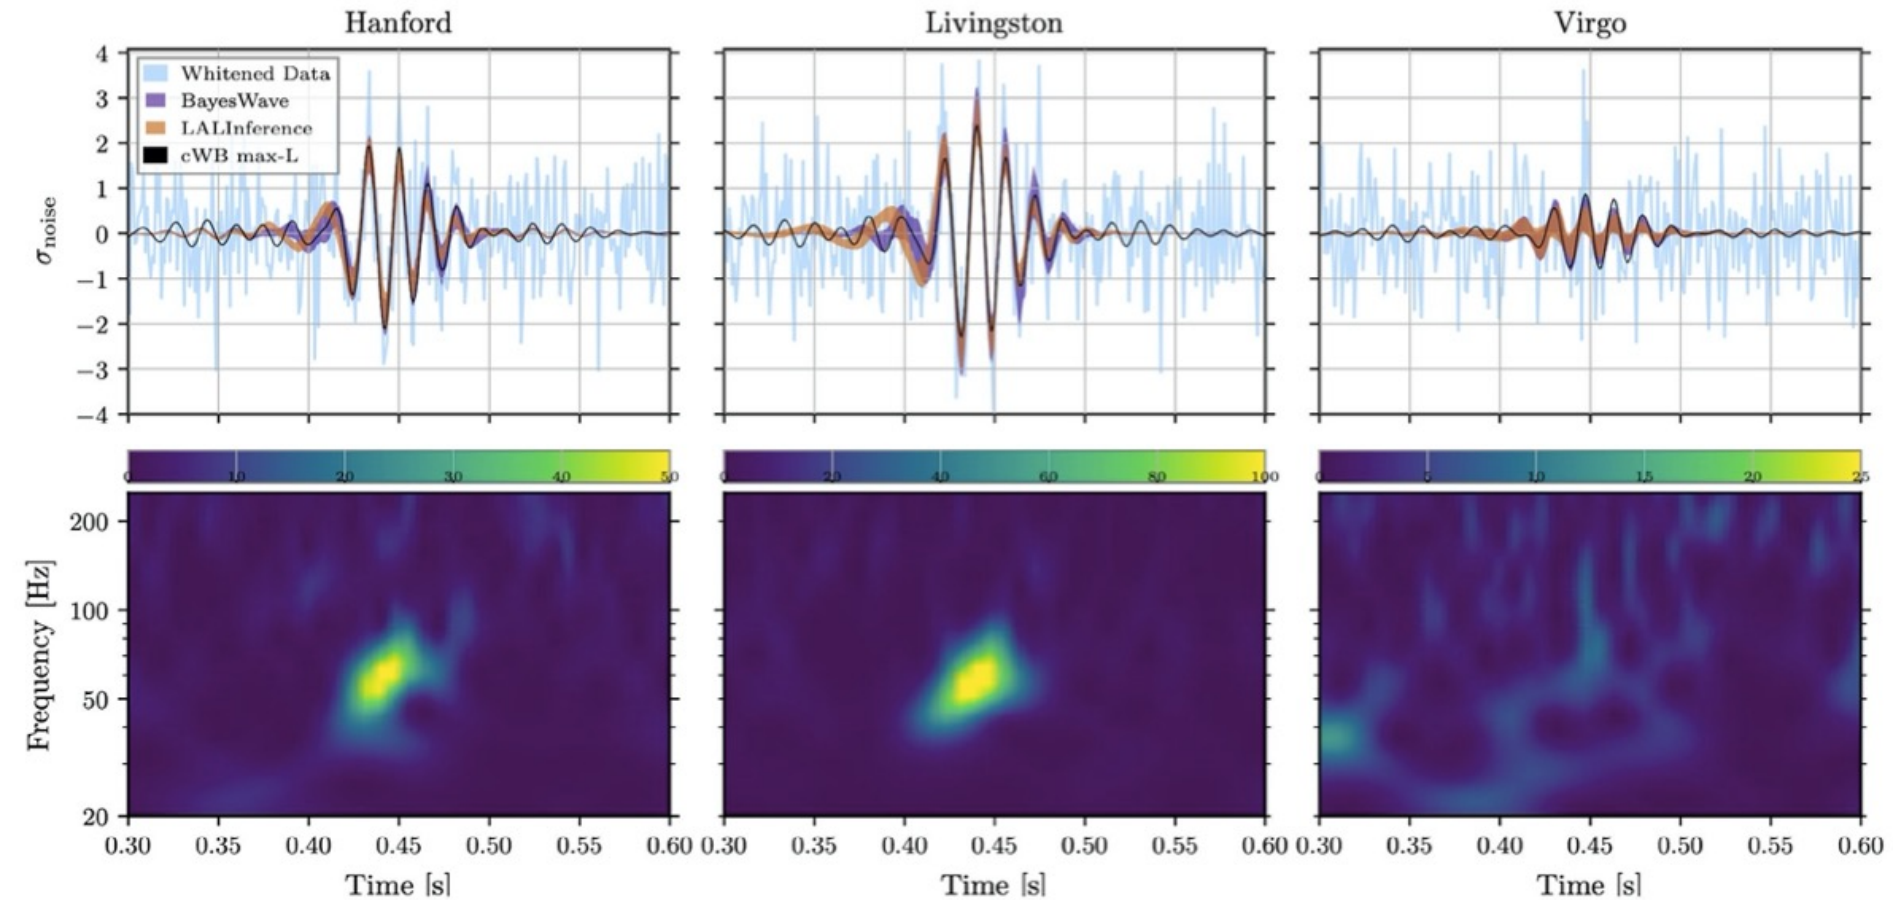 Hanford Livingston Virgo
Whitened Data
BayesWave
LALInference
cWB max-L
σnoise
4
3
2
1
0
−1
−2
−3
−4
0 10 20 30 40 50 0 20 40 60 80 100 0 5 10 15 20 25
Frequency [Hz]
200
100
50
20
0.30 0.35 0.40 0.45 0.50 0.55 0.60 0.30 0.35 0.40 0.45 0.50 0.55 0.60 0.30 0.35 0.40 0.45 0.50 0.55 0.60
Time [s] Time [s] Time [s]